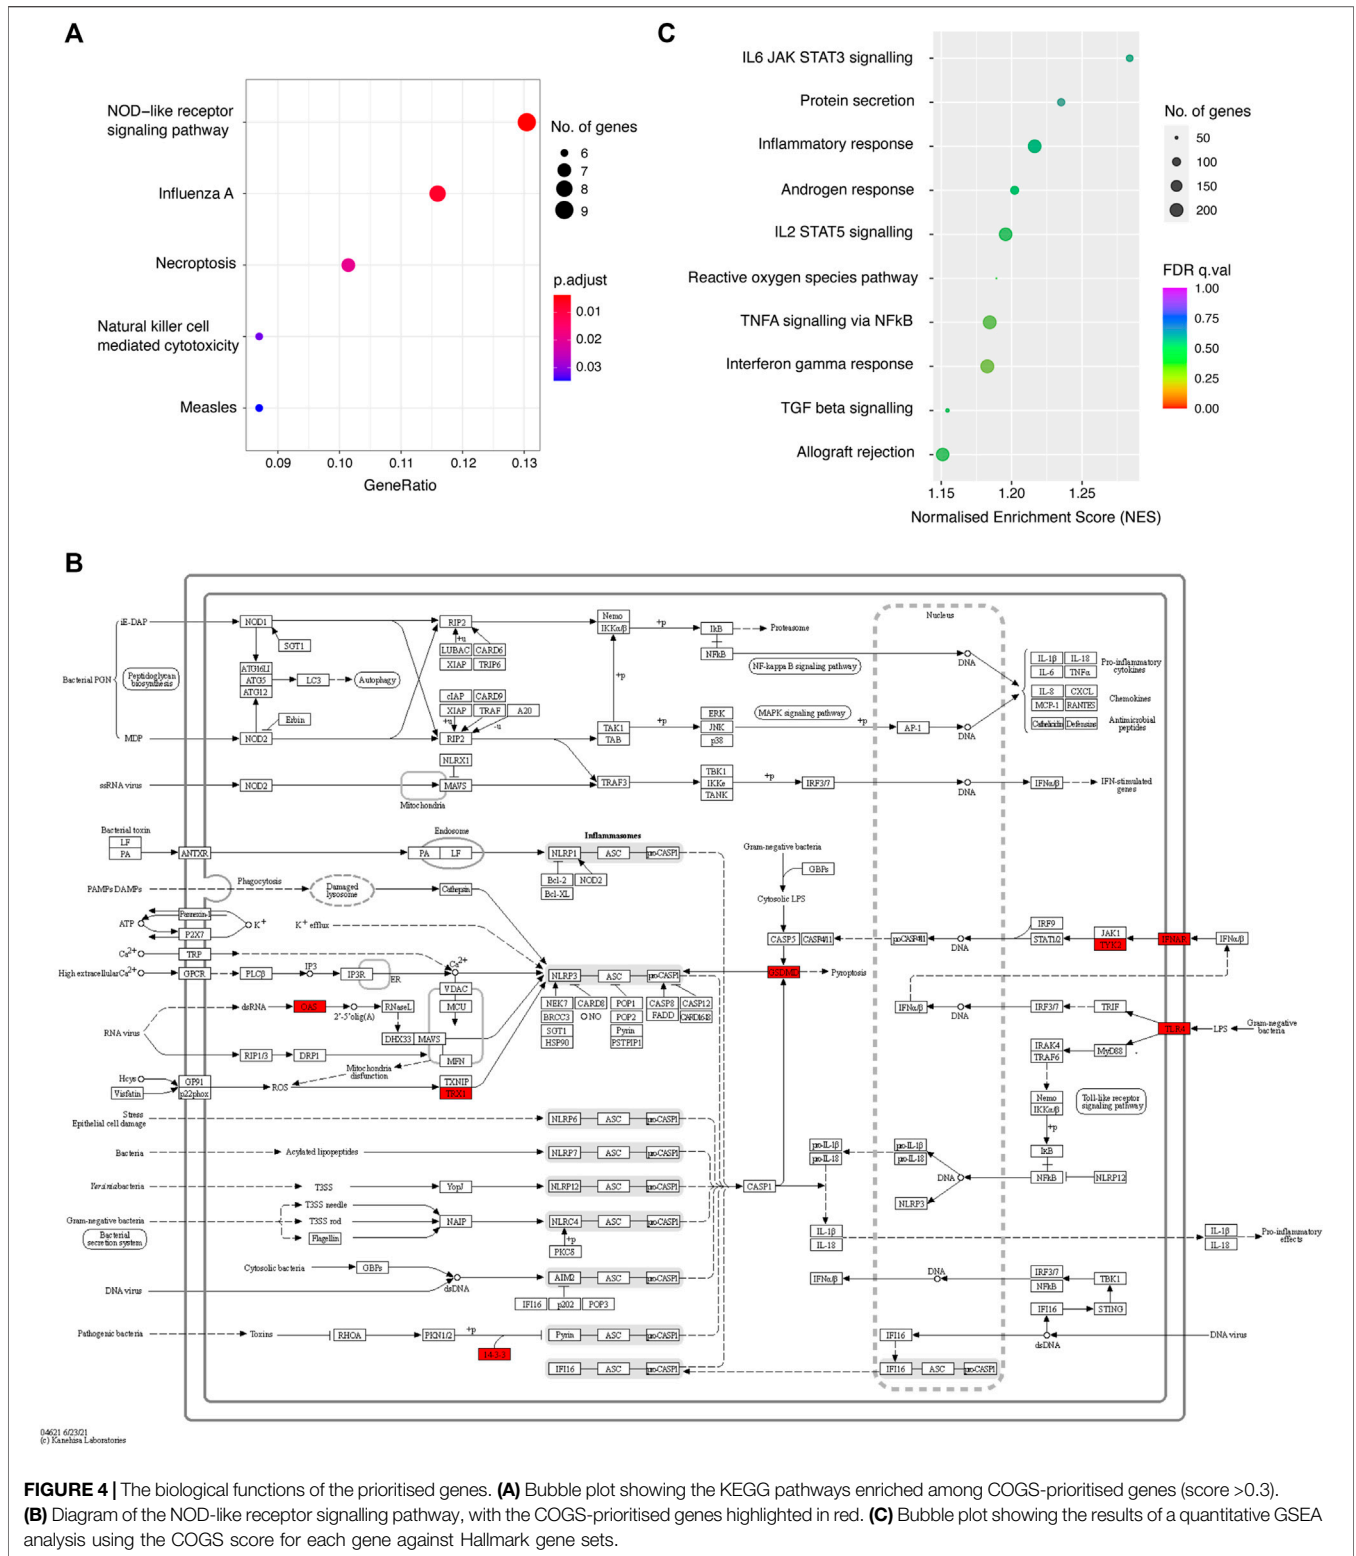 A
NOD-like receptor
signaling pathway
Influenza A
Necroptosis
Natural killer cell
mediated cytotoxicity
Measles
0.09 0.10 0.11 0.12 0.13
GeneRatio
No. of genes
6
7
8
9
p.adjust
0.01
0.02
0.03
C
IL6 JAK STAT3 signalling
Protein secretion
Inflammatory response
Androgen response
IL2 STAT5 signalling
Reactive oxygen species pathway
TNFA signalling via NFkB
Interferon gamma response
TGF beta signalling
Allograft rejection
1.15 1.20 1.25
Normalised Enrichment Score (NES)
No. of genes
50
100
150
200
FDR q.val
1.00
0.75
0.50
0.25
0.00
B
iE-DAP
Bacterial PGN
Peptidoglycan
biosynthesis
MDP
ssRNA virus
NOD1
SGT1
ATG16L1
ATG5
ATG12
LC3
Autophagy
Erbin
NOD2
NOD2
RIP2
+u
LUBAC CARD6
XIAP TRIP6
cIAP CARD9
XIAP TRAF A20
+u -u
RIP2
NLRX1
MAVS
Mitochondria
Nemo
IKKα/β
+p
+p
TAK1
TAB
TRAF3
IkB
NFkB
Proteasome
NF-kappa B signaling pathway
+p
ERK
JNK
p38
MAPK signaling pathway
+p
TBK1
IKKe
TANK
+p
IRF3/7
Nucleus
DNA
AP-1
DNA
DNA
IL-1β IL-18
IL-6 TNFα
Pro-inflammatory
cytokines
IL-8 CXCL
MCP-1 RANTES
Chemokines
Cathelicidin Defensins
Antimicrobial
peptides
IFNα/β
IFN-stimulated
genes
Bacterial toxin
LF
PA
ANTXR
Endosome
PA LF
Inflammasomes
NLRP1 ASC pro-CASP1
Bcl-2 NOD2
Bcl-XL
PAMPs DAMPs
Phagocytosis
Damaged
lysosome
Cathepsin
ATP
Pannexin-1
P2X7
K+
K+ efflux
Ca2+
TRP
High extracellular Ca2+
GPCR
PLCβ
IP3
IP3R
ER
Ca2+
VDAC
MCU
NLRP3 ASC pro-CASP1
NEK7 CARD8 POP1 CASP8 CASP12
BRCC3 NO POP2 FADD CARD16/18
SGT1 Pyrin
HSP90 PSTPIP1
RNA virus
dsRNA
OAS
2'-5'olig(A)
RNaseL
DHX33 MAVS
RIP1/3
DRP1
MFN
Mitochondria
disfunction
Hcys
Visfatin
GP91
p22phox
ROS
TXNIP
TRX1
Gram-negative bacteria
GBPs
Cytosolic LPS
CASP5 CASP4/11
GSDMD
Pyroptosis
pro-CASP4/11
DNA
IRF9
STAT1/2
JAK1
TYK2
IFNAR
IFNα/β
IFNα/β
DNA
IRF3/7
TRIF
TLR4
LPS
Gram-negative
bacteria
IRAK4
TRAF6
MyD88
Nemo
IKKα/β
+p
IkB
NFkB
NLRP12
Toll-like receptor
signaling pathway
Stress
Epithelial cell damage
NLRP6 ASC pro-CASP1
Bacteria
Acylated lipopeptides
NLRP7 ASC pro-CASP1
Yersinia bacteria
T3SS
YopJ
NLRP12 ASC pro-CASP1
Gram-negative bacteria
Bacterial
secretion system
T3SS needle
T3SS rod
Flagellin
NAIP
NLRC4 ASC pro-CASP1
+p
PKCδ
CASP1
pro-IL-1β
pro-IL-18
pro-IL-1β
pro-IL-18
DNA
NLRP3
IL-1β
IL-18
IL-1β
IL-18
Pro-inflammatory
effects
Cytosolic bacteria
GBPs
DNA virus
dsDNA
AIM2 ASC pro-CASP1
IFI16 p202 POP3
IFNα/β
DNA
IRF3/7
NFkB
TBK1
IFI16
STING
dsDNA
DNA virus
Pathogenic bacteria
Toxins
RHOA
PKN1/2
+p
14-3-3
Pyrin ASC pro-CASP1
IFI16 ASC pro-CASP1
IFI16
IFI16 ASC pro-CASP1
04621 6/23/21
(c) Kanehisa Laboratories
FIGURE 4 | The biological functions of the prioritised genes. (A) Bubble plot showing the KEGG pathways enriched among COGS-prioritised genes (score >0.3).
(B) Diagram of the NOD-like receptor signalling pathway, with the COGS-prioritised genes highlighted in red. (C) Bubble plot showing the results of a quantitative GSEA
analysis using the COGS score for each gene against Hallmark gene sets.